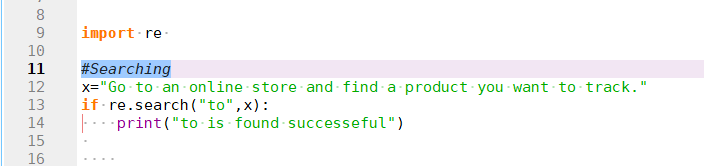 8
9 import re
10
11 #Searching
12 x="Go to an online store and find a product you want to track."
13 if re.search("to",x):
14     print("to is found successeful")
15
16